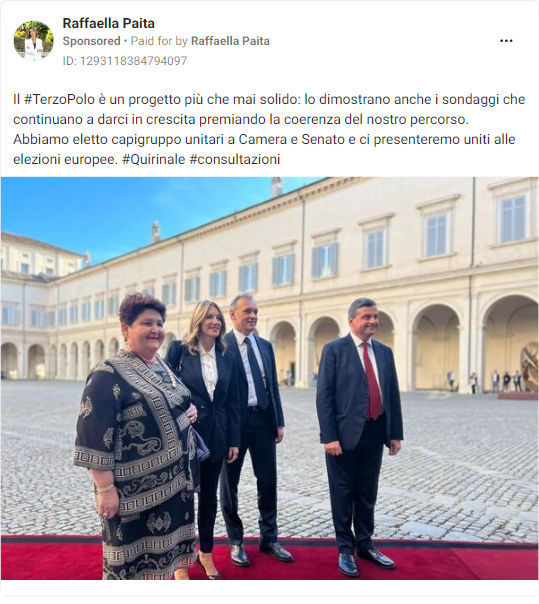 Raffaella Paita
Sponsored • Paid for by Raffaella Paita
ID: 1293118384794097
Il #TerzoPolo è un progetto più che mai solido: lo dimostrano anche i sondaggi che
continuano a darci in crescita premiando la coerenza del nostro percorso.
Abbiamo eletto capigruppo unitari a Camera e Senato e ci presenteremo uniti alle
elezioni europee. #Quirinale #consultazioni